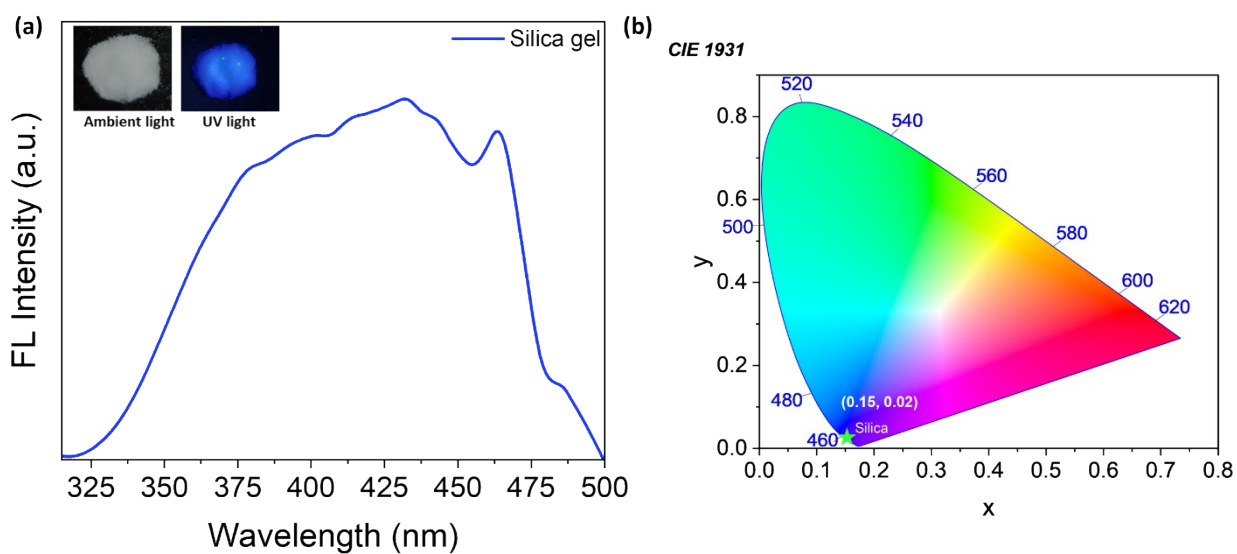 (a)
Silica gel
Ambient light
UV light
FL Intensity (a.u.)
325 350 375 400 425 450 475 500
Wavelength (nm)
(b)
CIE 1931
520
540
560
500
580
600
620
480
(0.15, 0.02)
Silica
460
0.8
0.6
0.4
0.2
0.0
y
0.0 0.1 0.2 0.3 0.4 0.5 0.6 0.7 0.8
x